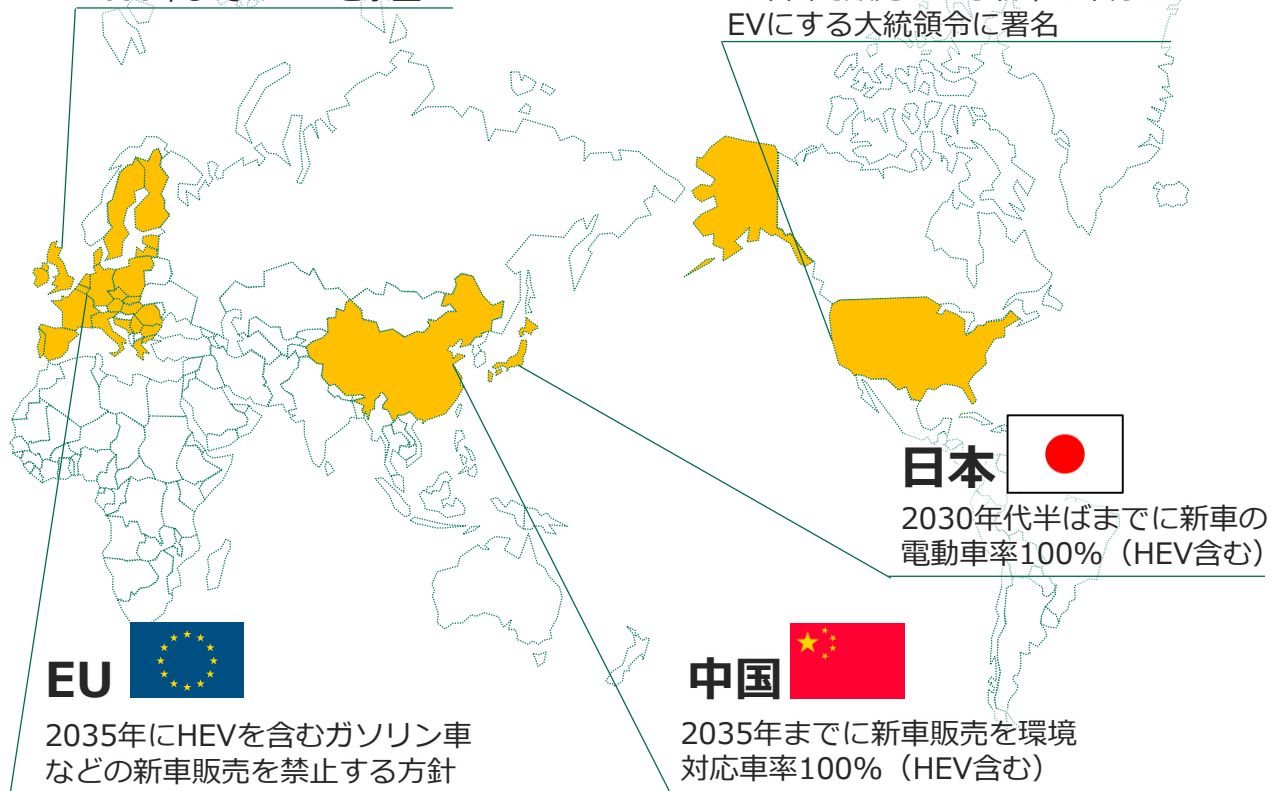 EVにする大統領令に署名
日本
2030年代半ばまでに新車の
電動車率100%（HEV含む）
EU
2035年にHEVを含むガソリン車
などの新車販売を禁止する方針
中国
2035年までに新車販売を環境
対応車率100%（HEV含む）